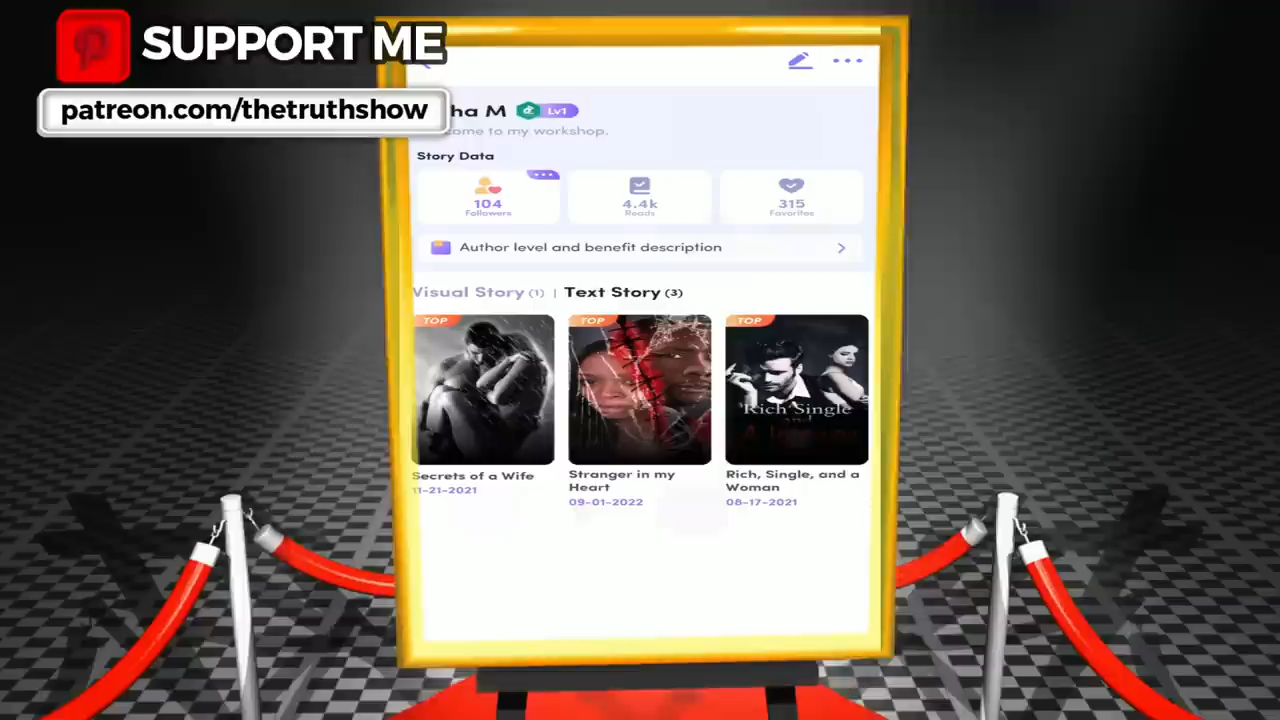 SUPPORT ME
patreon.com/thetruthshow
ha M
Lv1
come to my workshop.
Story Data
104
Followers
4.4k
Reads
315
Favorites
Author level and benefit description
Visual Story (1) | Text Story (3)
TOP
TOP
TOP
Rich Single
and
Secrets of a Wife
11-21-2021
Stranger in my
Heart
09-01-2022
Rich, Single, and a
Woman
08-17-2021